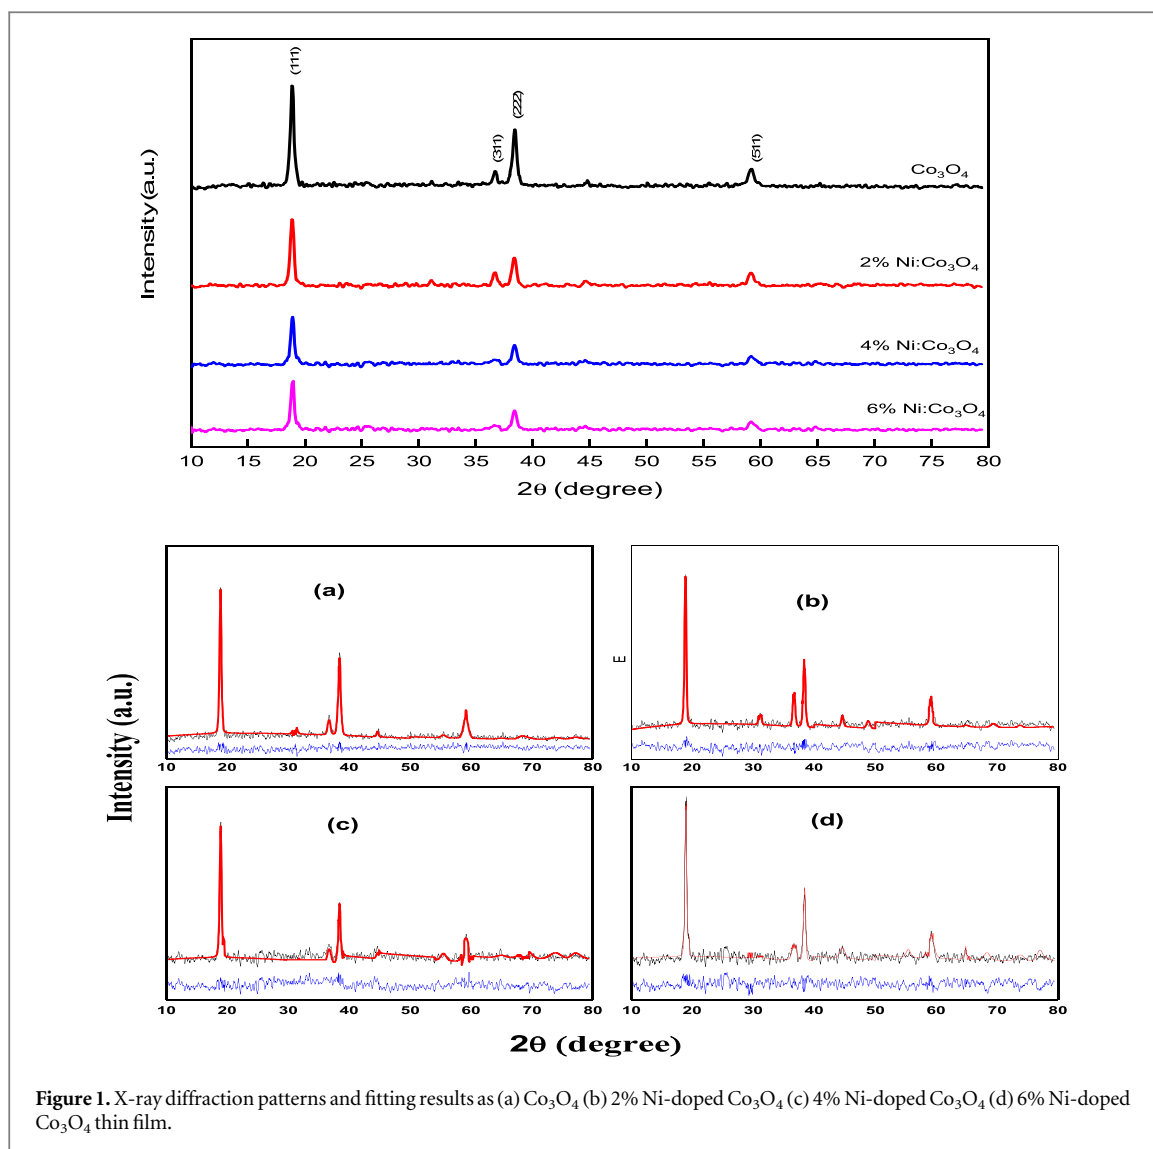 (111)
(222)
(311)
(511)
Co₃O₄
2% Ni:Co₃O₄
4% Ni:Co₃O₄
6% Ni:Co₃O₄
Intensity (a.u.)
10 15 20 25 30 35 40 45 50 55 60 65 70 75 80
2θ (degree)
(a)
(b)
E
10 20 30 40 50 60 70 80
10 20 30 40 50 60 70 80
Intensity (a.u.)
(c)
(d)
10 20 30 40 50 60 70 80
10 20 30 40 50 60 70 80
2θ (degree)
Figure 1. X-ray diffraction patterns and fitting results as (a) Co₃O₄ (b) 2% Ni-doped Co₃O₄ (c) 4% Ni-doped Co₃O₄ (d) 6% Ni-doped
Co₃O₄ thin film.